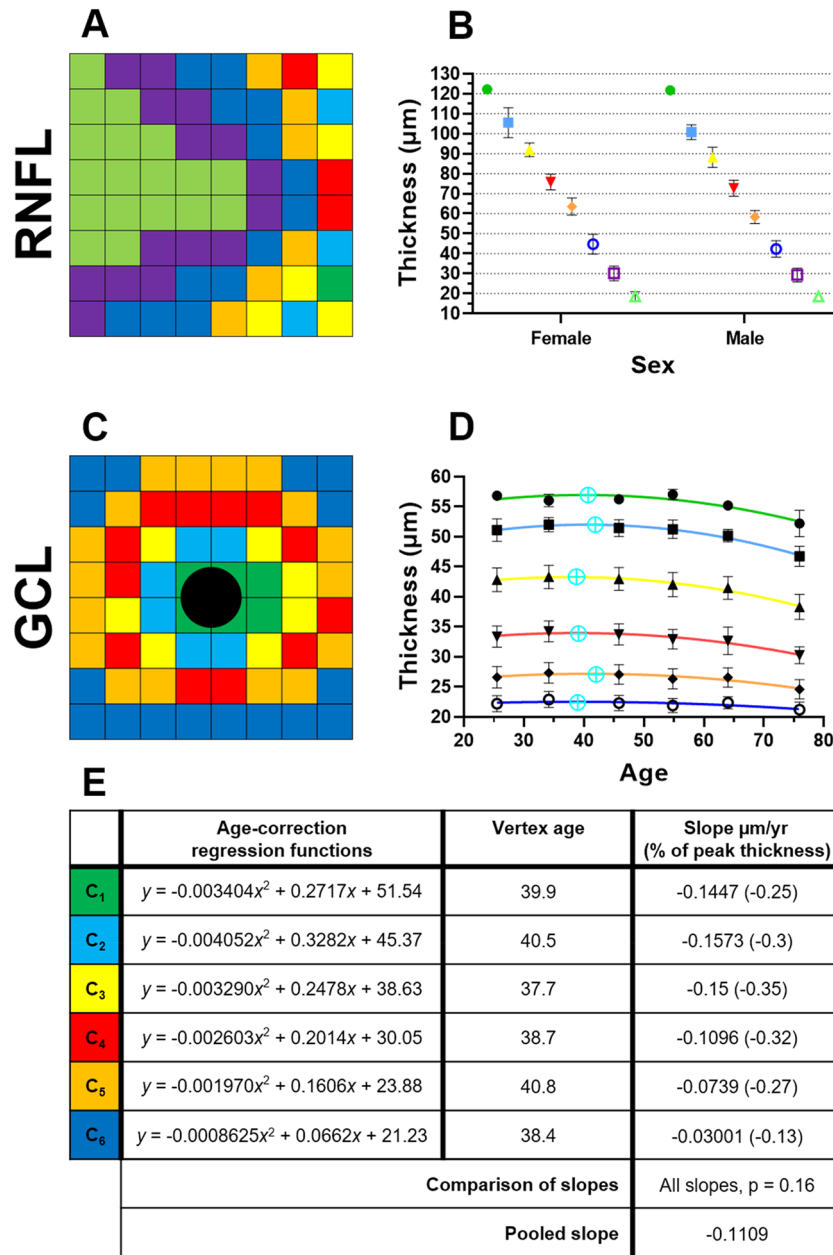 A
B
RNFL
Thickness (µm)
130
120
110
100
90
80
70
60
50
40
30
20
10
Female
Male
Sex
C
D
GCL
Thickness (µm)
60
55
50
45
40
35
30
25
20
20 30 40 50 60 70 80
Age
E
Age-correction
regression functions
Vertex age
Slope µm/yr
(% of peak thickness)
C₁ y = -0.003404x² + 0.2717x + 51.54 39.9 -0.1447 (-0.25)
C₂ y = -0.004052x² + 0.3282x + 45.37 40.5 -0.1573 (-0.3)
C₃ y = -0.003290x² + 0.2478x + 38.63 37.7 -0.15 (-0.35)
C₄ y = -0.002603x² + 0.2014x + 30.05 38.7 -0.1096 (-0.32)
C₅ y = -0.001970x² + 0.1606x + 23.88 40.8 -0.0739 (-0.27)
C₆ y = -0.0008625x² + 0.0662x + 21.23 38.4 -0.03001 (-0.13)
Comparison of slopes All slopes, p = 0.16
Pooled slope -0.1109